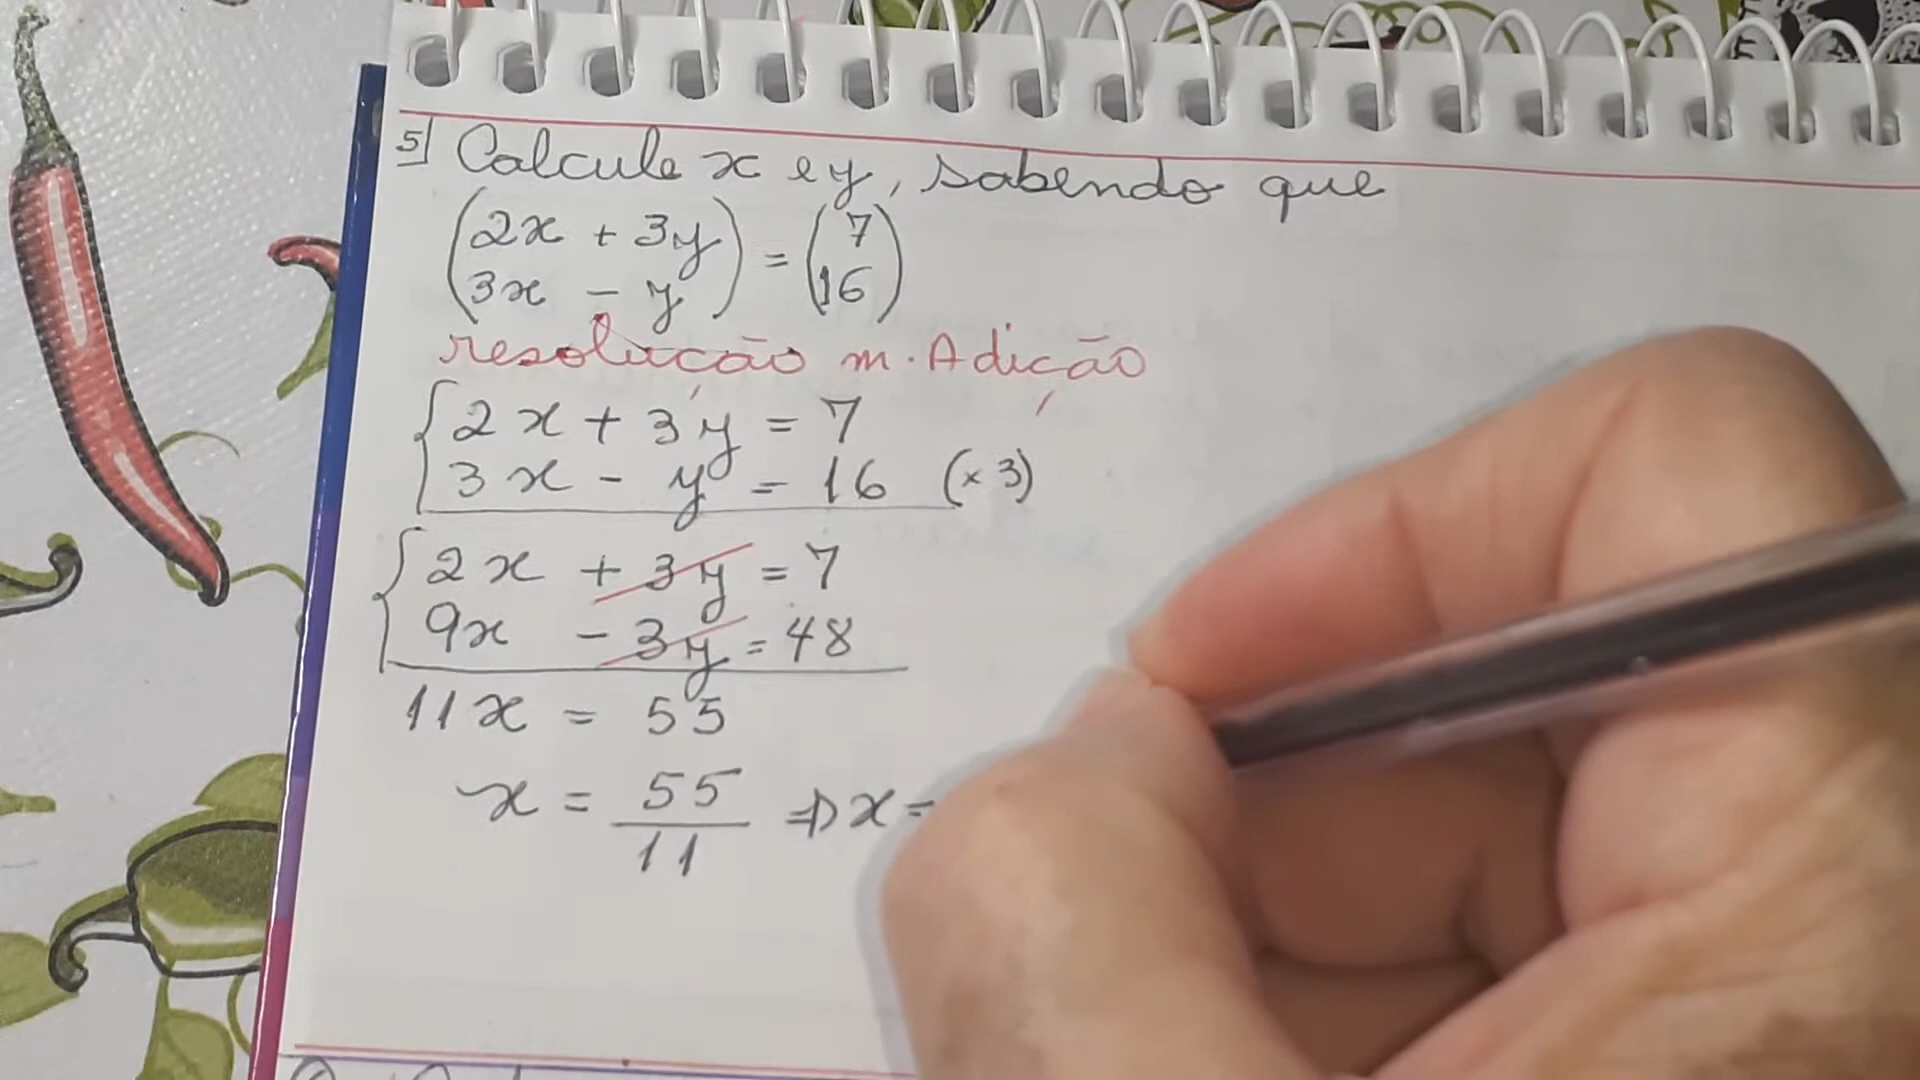 5] Calcule x e y, sabendo que
(2x + 3y) = (7)
(3x - y) (16)
resolução m. Adição
{2x + 3y = 7
3x - y = 16 (x 3)
{2x + 3y = 7
9x - 3y = 48
11x = 55
x = 55/11 ⇒ x =